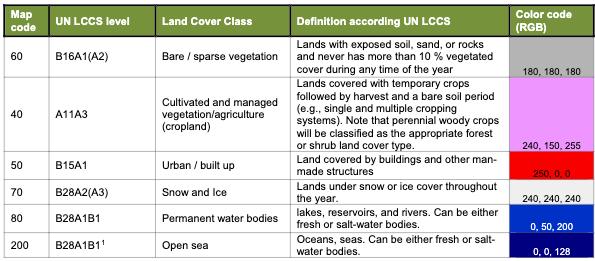 Map code UN LCCS level Land Cover Class Definition according UN LCCS Color code (RGB)
60 B16A1(A2) Bare / sparse vegetation Lands with exposed soil, sand, or rocks
and never has more than 10 % vegetated
cover during any time of the year
180, 180, 180
40 A11A3 Cultivated and managed
vegetation/agriculture
(cropland)
Lands covered with temporary crops
followed by harvest and a bare soil period
(e.g., single and multiple cropping
systems). Note that perennial woody crops
will be classified as the appropriate forest
or shrub land cover type.
240, 150, 255
50 B15A1 Urban / built up Land covered by buildings and other man-
made structures
250, 0, 0
70 B28A2(A3) Snow and Ice Lands under snow or ice cover throughout
the year.
240, 240, 240
80 B28A1B1 Permanent water bodies lakes, reservoirs, and rivers. Can be either
fresh or salt-water bodies.
0, 50, 200
200 B28A1B1¹ Open sea Oceans, seas. Can be either fresh or salt-
water bodies.
0, 0, 128